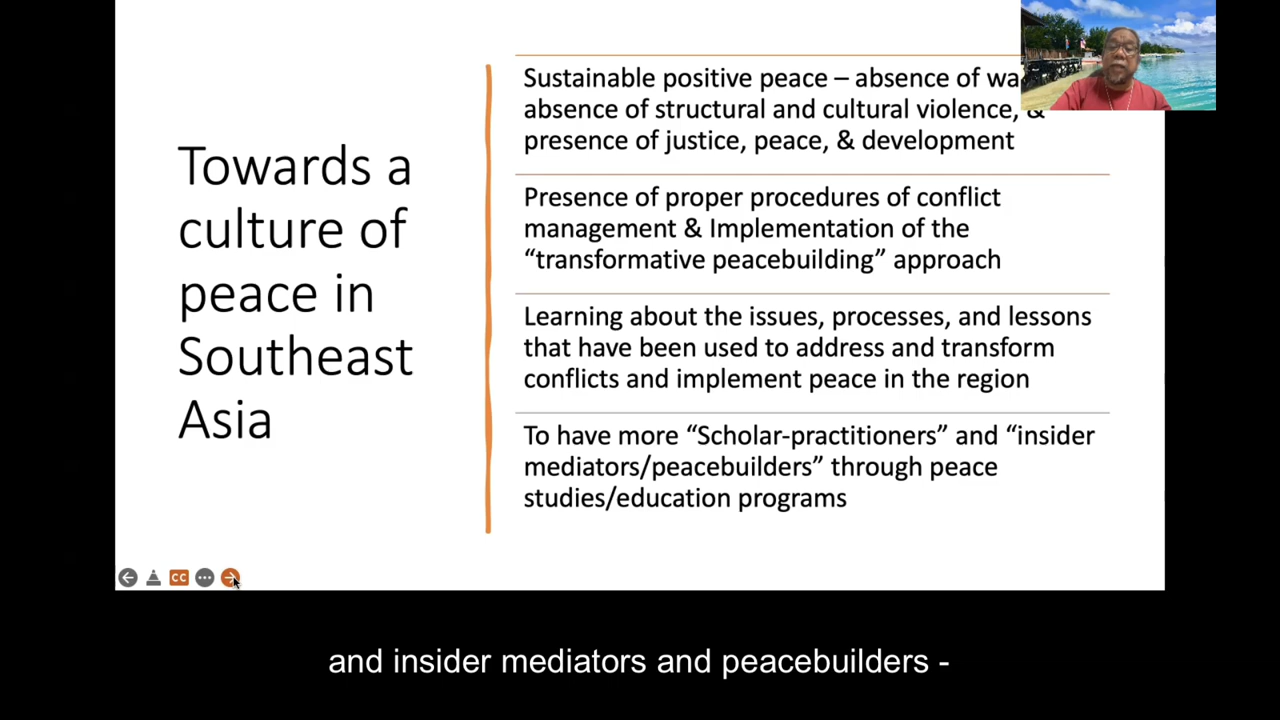 Towards a
culture of
peace in
Southeast
Asia
Sustainable positive peace – absence of
absence of structural and cultural violence, &
presence of justice, peace, & development
Presence of proper procedures of conflict
management & Implementation of the
“transformative peacebuilding” approach
Learning about the issues, processes, and lessons
that have been used to address and transform
conflicts and implement peace in the region
To have more “Scholar-practitioners” and “insider
mediators/peacebuilders” through peace
studies/education programs
CC
and insider mediators and peacebuilders -